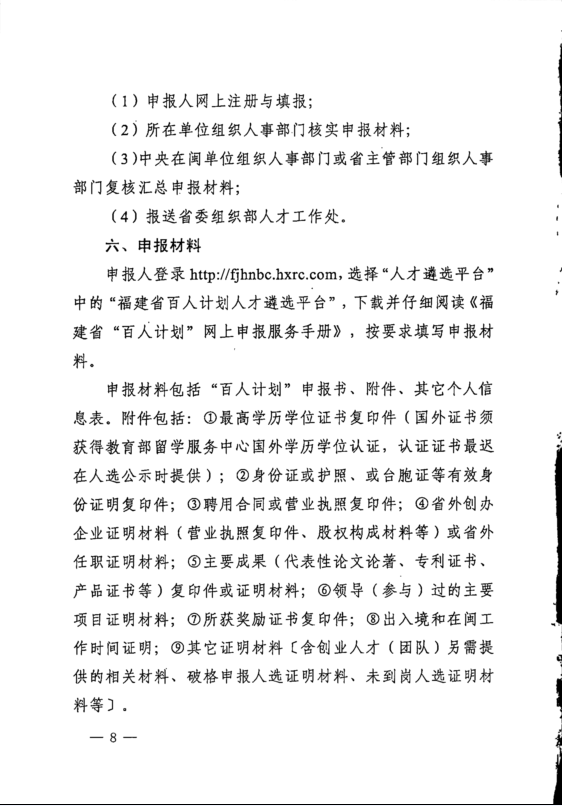 （1）申报人网上注册与填报；
（2）所在单位组织人事部门核实申报材料；
（3)中央在闽单位组织人事部门或省主管部门组织人事
部门复核汇总申报材料；
（4）报送省委组织部人才工作处。
六、申报材料
申报人登录 http://fjhnbc.hxrc.com，选择“人才遴选平台”
中的“福建省百人计划人才遴选平台”，下载并仔细阅读《福
建省“百人计划”网上申报服务手册》，按要求填写申报材
料。
申报材料包括“百人计划”申报书、附件、其它个人信
息表。附件包括：①最高学历学位证书复印件（国外证书须
获得教育部留学服务中心国外学历学位认证，认证证书最迟
在人选公示时提供）；②身份证或护照、或台胞证等有效身
份证明复印件；③聘用合同或营业执照复印件；④省外创办
企业证明材料（营业执照复印件、股权构成材料等）或省外
任职证明材料；⑤主要成果（代表性论文论著、专利证书、
产品证书等）复印件或证明材料；⑥领导（参与）过的主要
项目证明材料；⑦所获奖励证书复印件；⑧出入境和在闽工
作时间证明；⑨其它证明材料〔含创业人才（团队）另需提
供的相关材料、破格申报人选证明材料、未到岗人选证明材
料等〕。
— 8 —